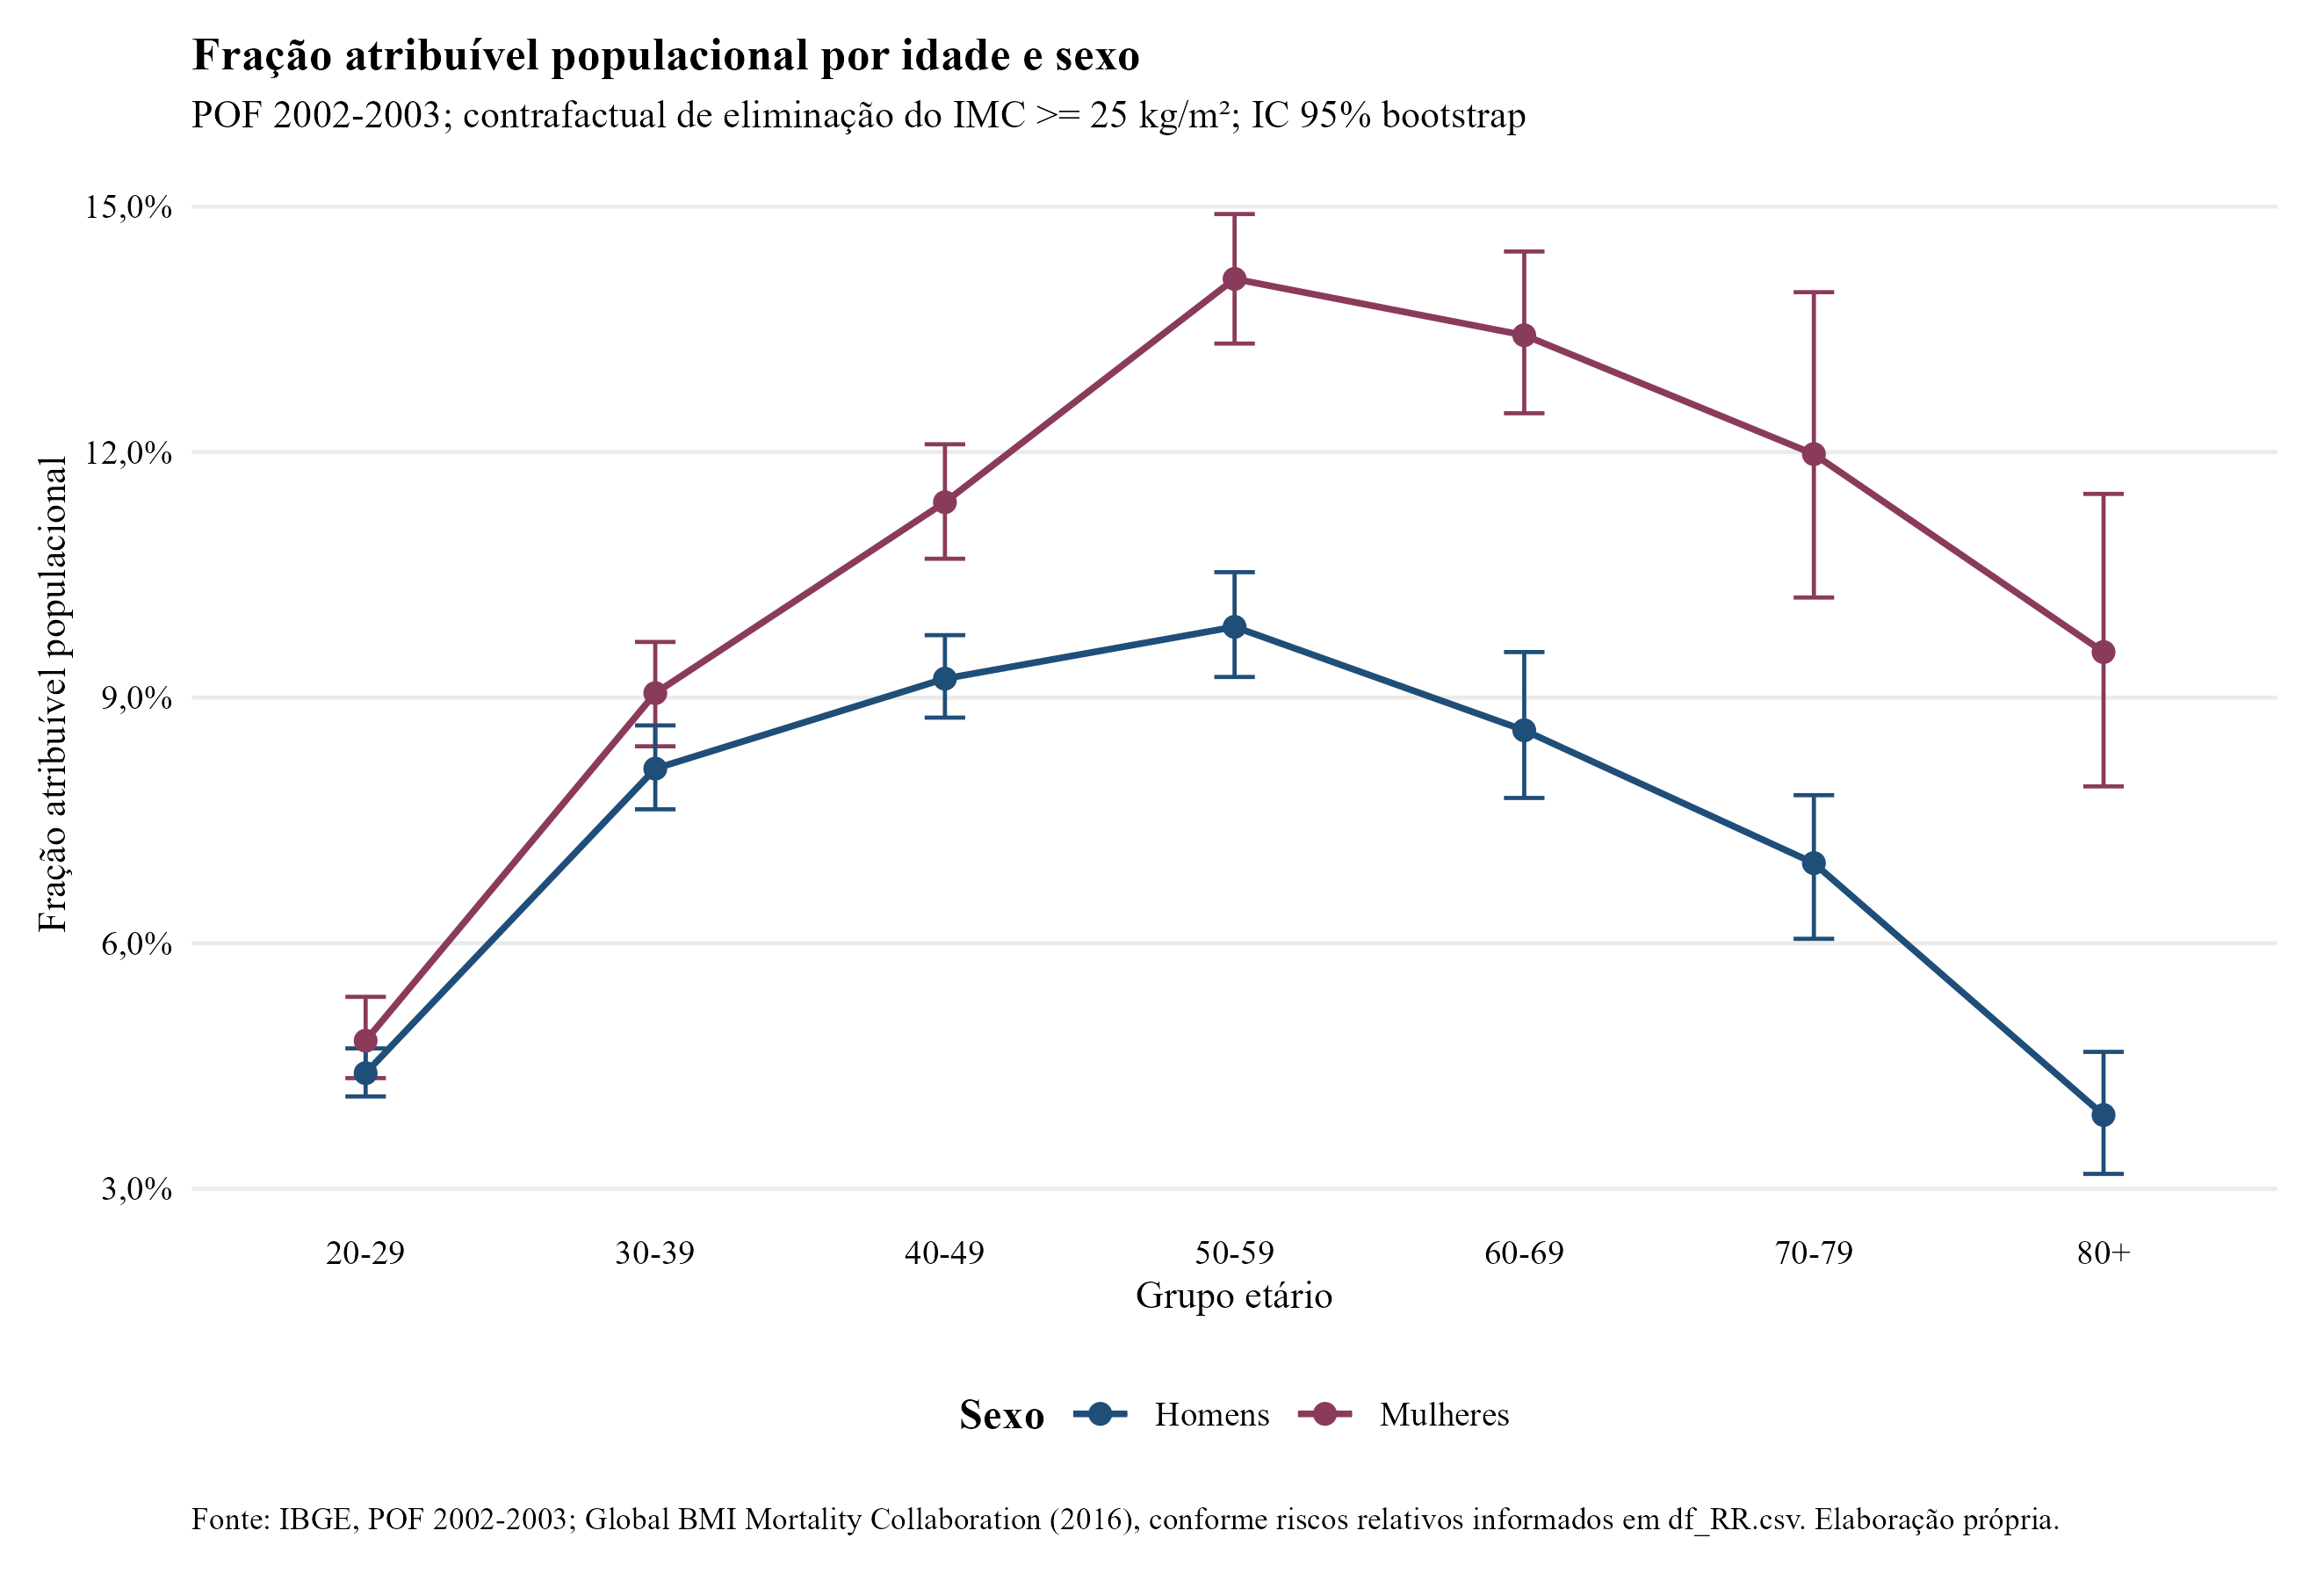 Fração atribuível populacional por idade e sexo
POF 2002-2003; contrafactual de eliminação do IMC >= 25 kg/m²; IC 95% bootstrap
15,0%
12,0%
9,0%
6,0%
3,0%
Fração atribuível populacional
20-29 30-39 40-49 50-59 60-69 70-79 80+
Grupo etário
Sexo Homens Mulheres
Fonte: IBGE, POF 2002-2003; Global BMI Mortality Collaboration (2016), conforme riscos relativos informados em df_RR.csv. Elaboração própria.